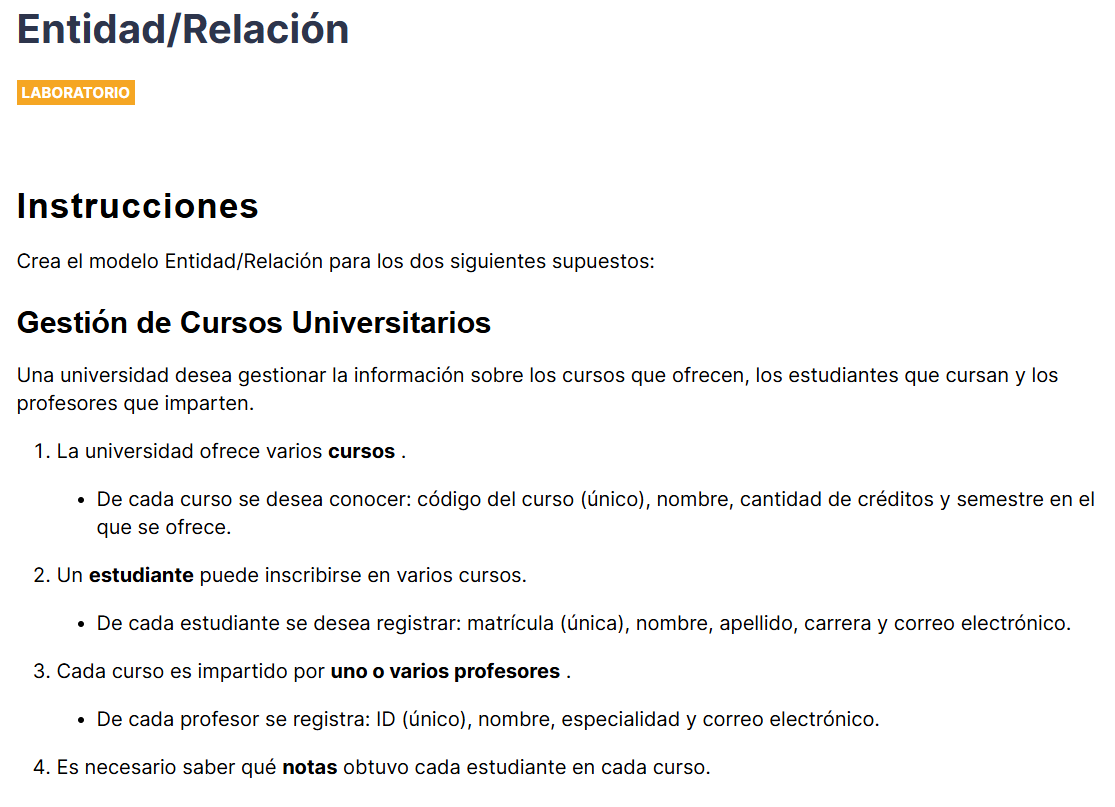 Entidad/Relación
LABORATORIO
Instrucciones
Crea el modelo Entidad/Relación para los dos siguientes supuestos:
Gestión de Cursos Universitarios
Una universidad desea gestionar la información sobre los cursos que ofrecen, los estudiantes que cursan y los
profesores que imparten.
1. La universidad ofrece varios cursos .
• De cada curso se desea conocer: código del curso (único), nombre, cantidad de créditos y semestre en el
que se ofrece.
2. Un estudiante puede inscribirse en varios cursos.
• De cada estudiante se desea registrar: matrícula (única), nombre, apellido, carrera y correo electrónico.
3. Cada curso es impartido por uno o varios profesores .
• De cada profesor se registra: ID (único), nombre, especialidad y correo electrónico.
4. Es necesario saber qué notas obtuvo cada estudiante en cada curso.